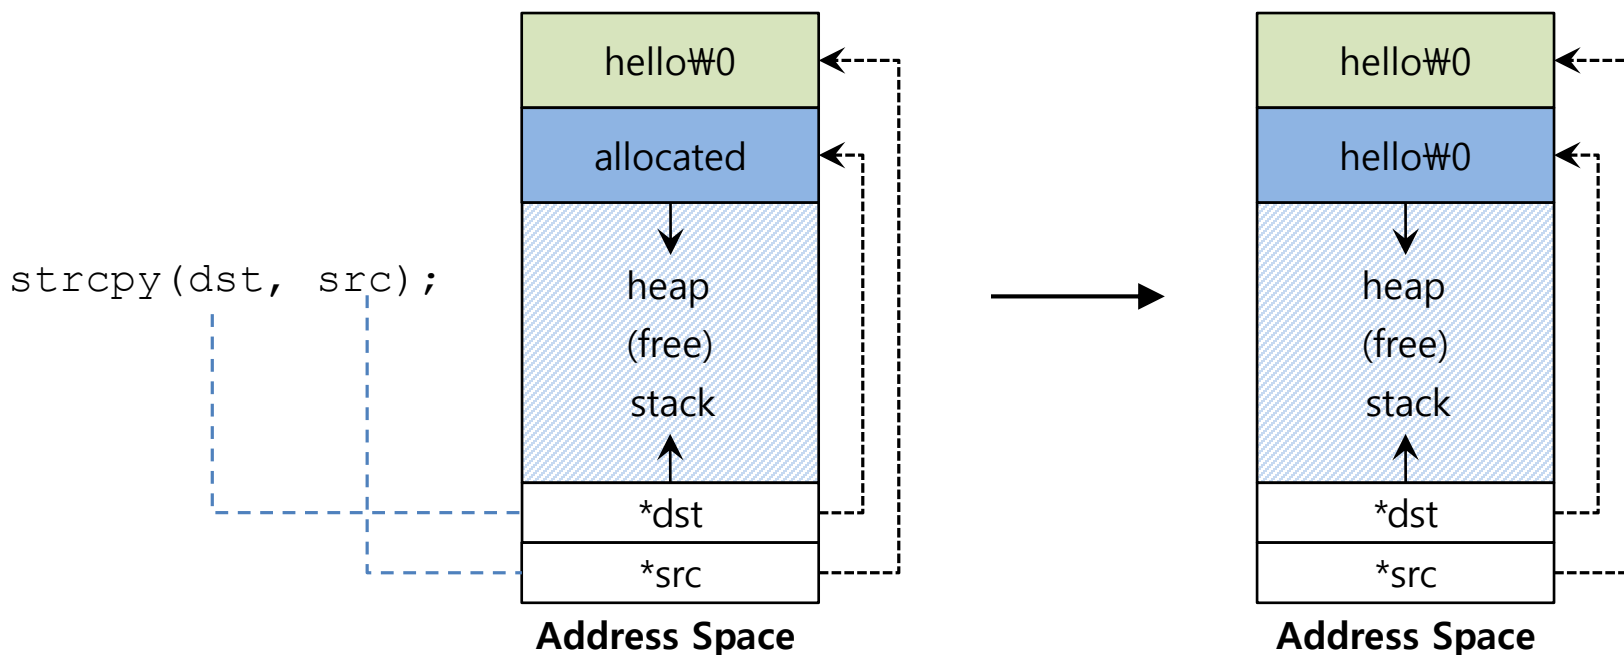 strcpy(dst, src);
hello₩0
allocated
heap
(free)
stack
*dst
*src
Address Space
hello₩0
hello₩0
heap
(free)
stack
*dst
*src
Address Space